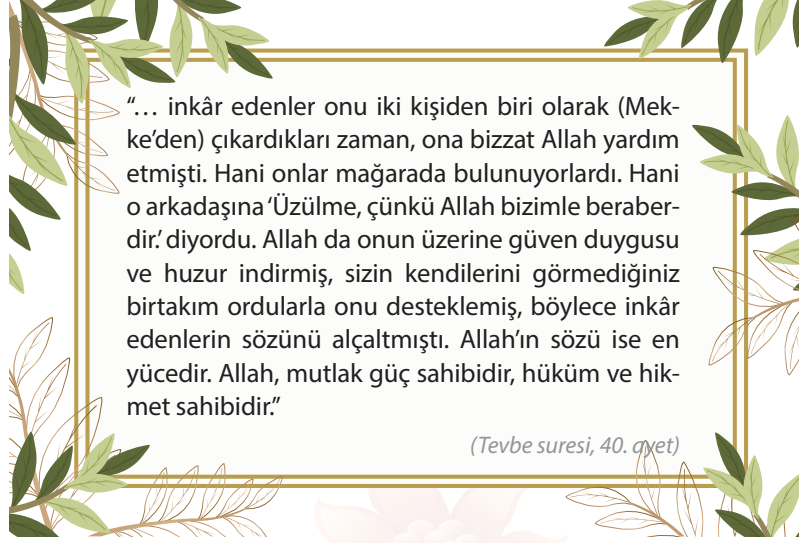 “… inkâr edenler onu iki kişiden biri olarak (Mek-
ke’den) çıkardıkları zaman, ona bizzat Allah yardım
etmişti. Hani onlar mağarada bulunuyorlardı. Hani
o arkadaşına ‘Üzülme, çünkü Allah bizimle beraber-
dir.’ diyordu. Allah da onun üzerine güven duygusu
ve huzur indirmiş, sizin kendilerini görmediğiniz
birtakım ordularla onu desteklemiş, böylece inkâr
edenlerin sözünü alçaltmıştı. Allah’ın sözü ise en
yücedir. Allah, mutlak güç sahibidir, hüküm ve hik-
met sahibidir.”
(Tevbe suresi, 40. ayet)